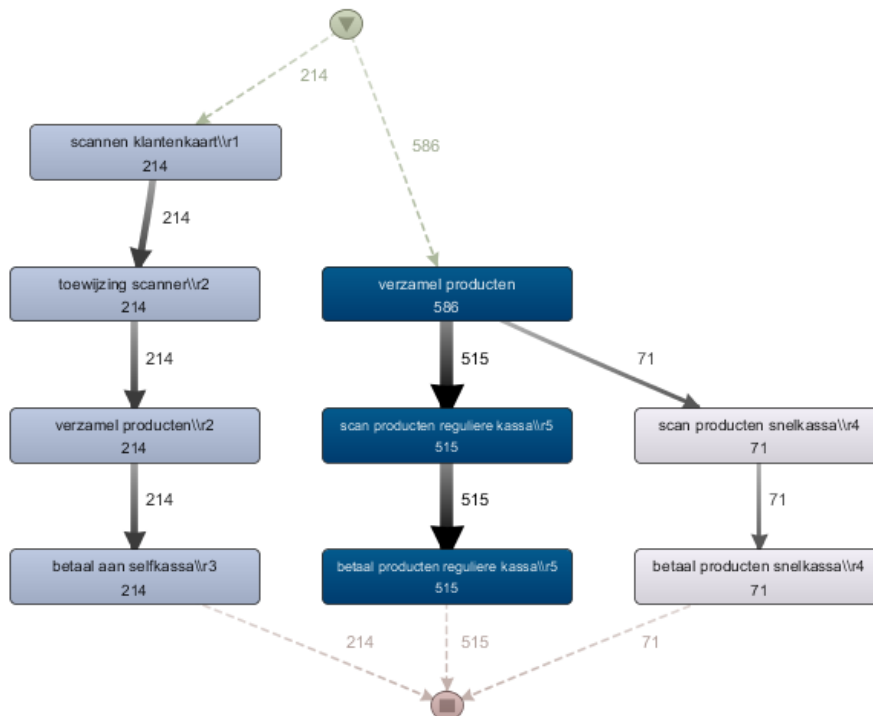 214
586
scannen klantenkaart\\r1
214
214
toewijzing scanner\\r2
214
verzamel producten
586
214
515
71
verzamel producten\\r2
214
scan producten reguliere kassa\\r5
515
scan producten snelkassa\\r4
71
214
515
71
betaal aan selfkassa\\r3
214
betaal producten reguliere kassa\\r5
515
betaal producten snelkassa\\r4
71
214
515
71